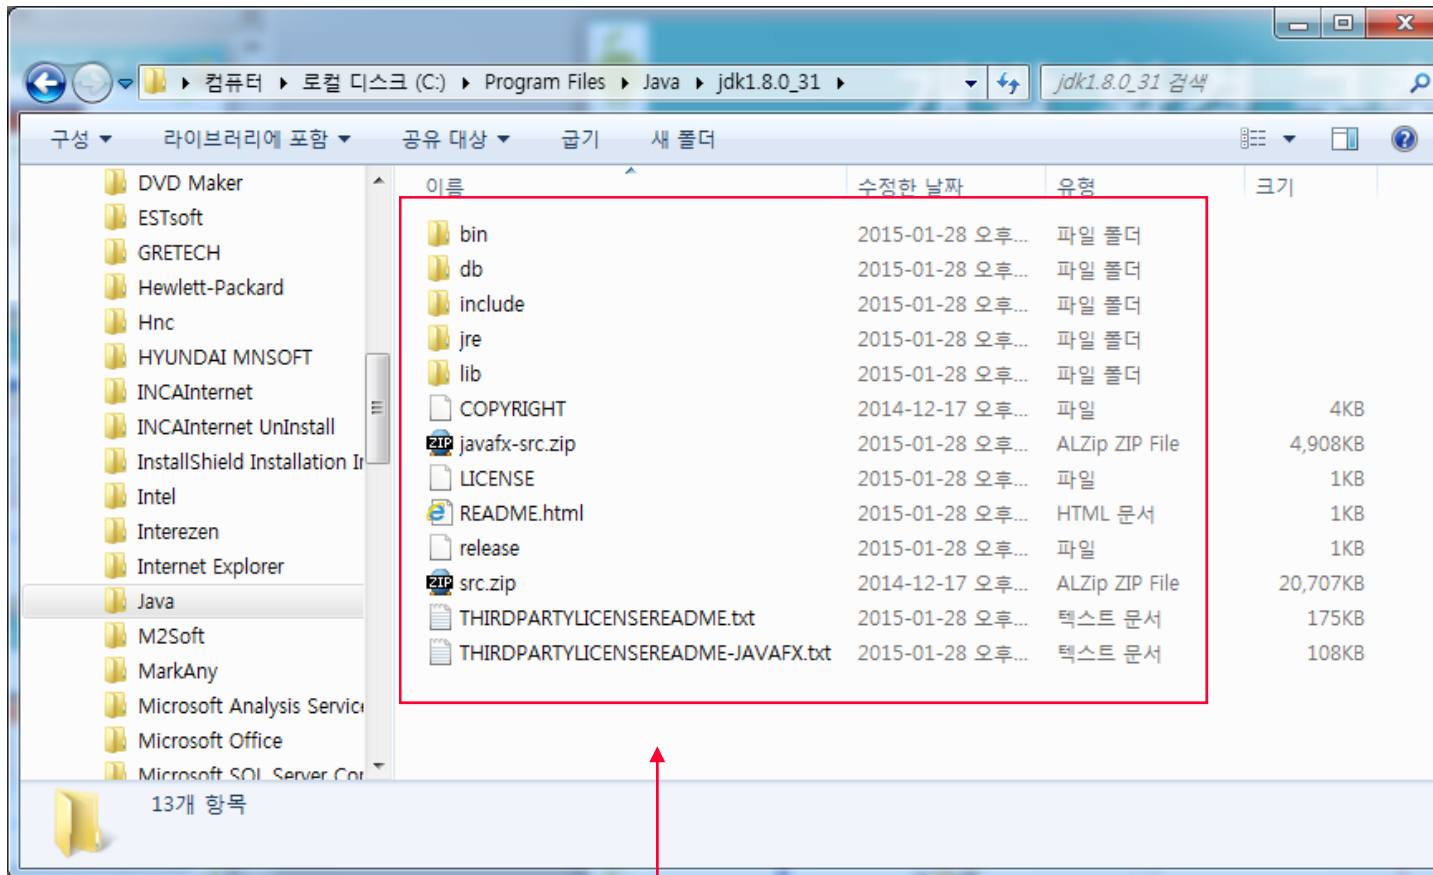 컴퓨터 ▸ 로컬 디스크 (C:) ▸ Program Files ▸ Java ▸ jdk1.8.0_31 ▸ jdk1.8.0_31 검색
구성 라이브러리에 포함 공유 대상 굽기 새 폴더
DVD Maker
ESTsoft
GRETECH
Hewlett-Packard
Hnc
HYUNDAI MNSOFT
INCAInternet
INCAInternet UnInstall
InstallShield Installation
Intel
Interezen
Internet Explorer
Java
M2Soft
MarkAny
Microsoft Analysis Service
Microsoft Office
Microsoft SQL Server
이름 수정한 날짜 유형 크기
bin 2015-01-28 오후... 파일 폴더
db 2015-01-28 오후... 파일 폴더
include 2015-01-28 오후... 파일 폴더
jre 2015-01-28 오후... 파일 폴더
lib 2015-01-28 오후... 파일 폴더
COPYRIGHT 2014-12-17 오후... 파일 4KB
ZIP javafx-src.zip 2015-01-28 오후... ALZip ZIP File 4,908KB
LICENSE 2015-01-28 오후... 파일 1KB
README.html 2015-01-28 오후... HTML 문서 1KB
release 2015-01-28 오후... 파일 1KB
ZIP src.zip 2014-12-17 오후... ALZip ZIP File 20,707KB
THIRDPARTYLICENSEREADME.txt 2015-01-28 오후... 텍스트 문서 175KB
THIRDPARTYLICENSEREADME-JAVAFX.txt 2015-01-28 오후... 텍스트 문서 108KB
13개 항목